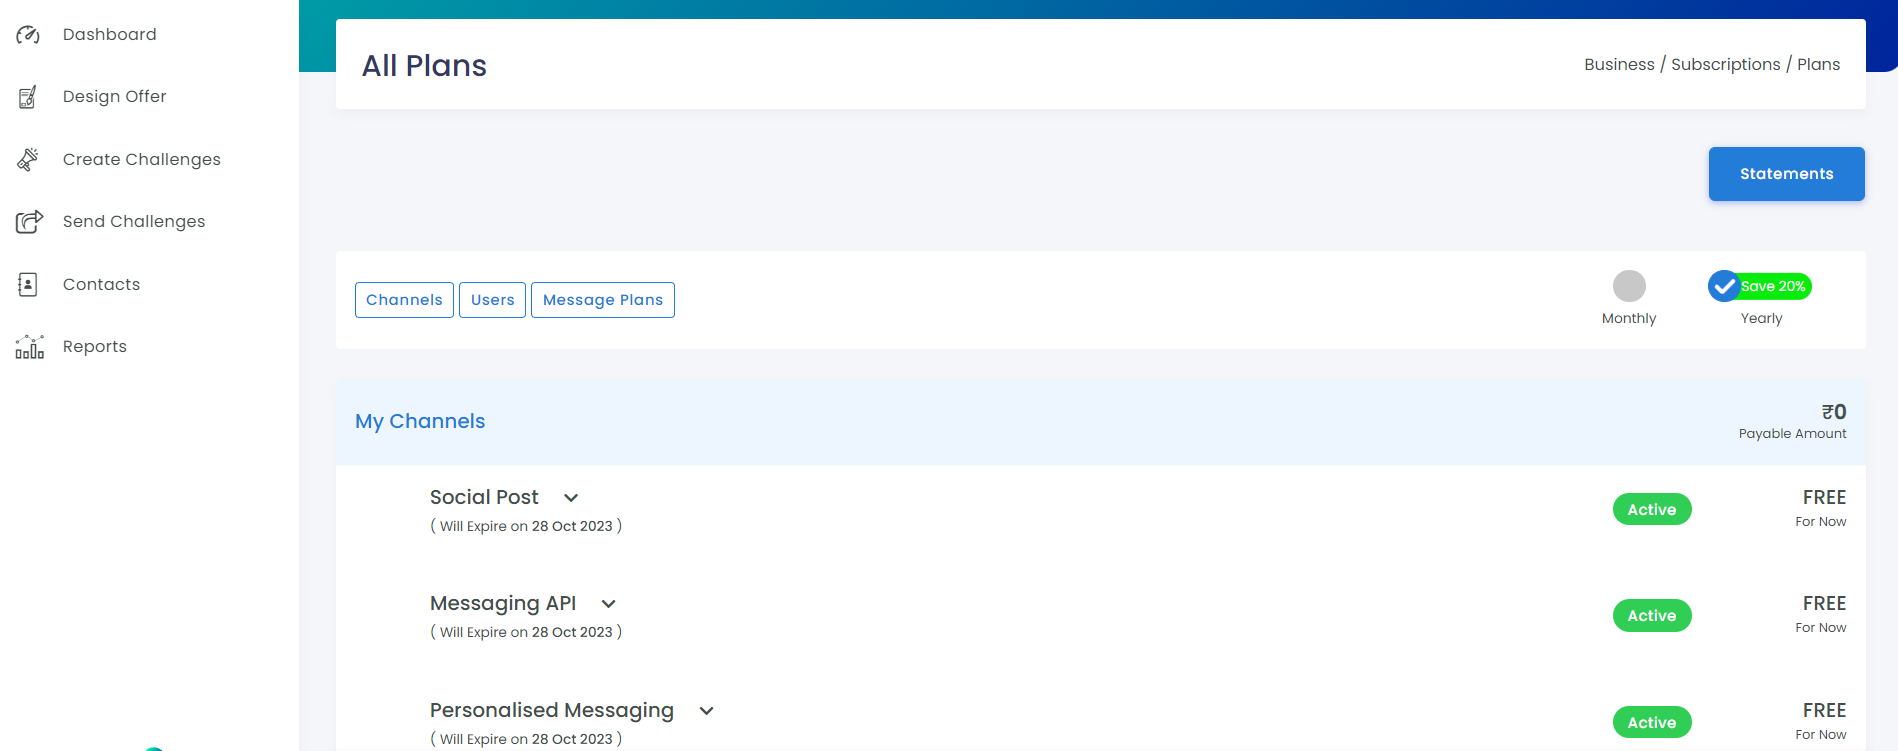 Dashboard
Design Offer
Create Challenges
Send Challenges
Contacts
Reports
All Plans
Business / Subscriptions / Plans
Statements
Channels
Users
Message Plans
Monthly
Save 20%
Yearly
My Channels
₹0
Payable Amount
Social Post
( Will Expire on 28 Oct 2023 )
Active
FREE
For Now
Messaging API
( Will Expire on 28 Oct 2023 )
Active
FREE
For Now
Personalised Messaging
( Will Expire on 28 Oct 2023 )
Active
FREE
For Now